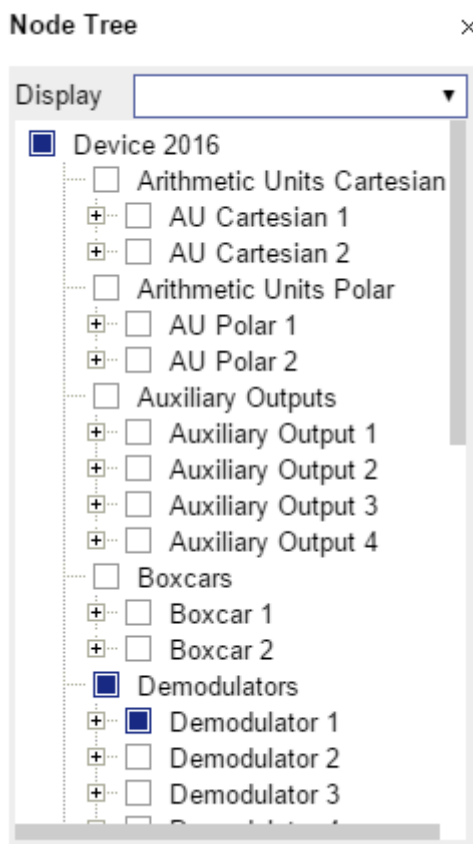 Node Tree
Display
Device 2016
Arithmetic Units Cartesian
AU Cartesian 1
AU Cartesian 2
Arithmetic Units Polar
AU Polar 1
AU Polar 2
Auxiliary Outputs
Auxiliary Output 1
Auxiliary Output 2
Auxiliary Output 3
Auxiliary Output 4
Boxcars
Boxcar 1
Boxcar 2
Demodulators
Demodulator 1
Demodulator 2
Demodulator 3